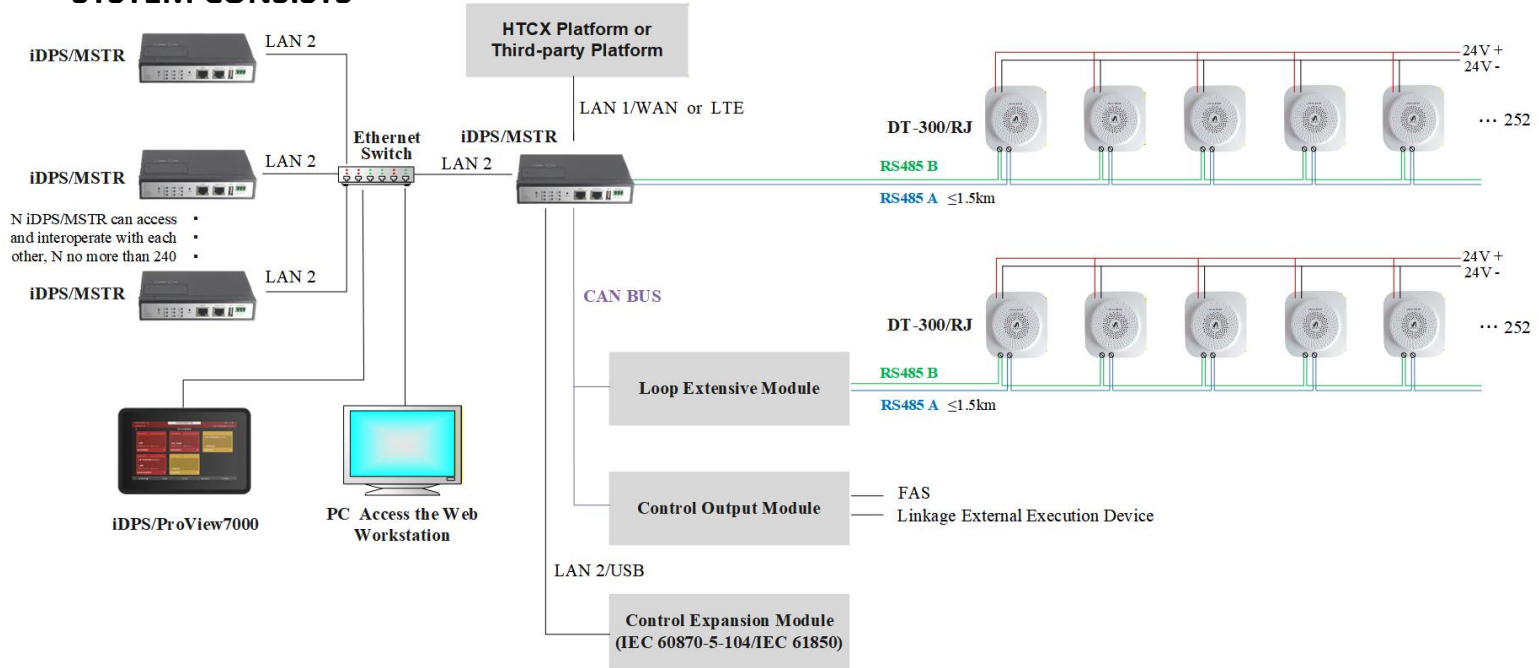 SYSTEM CONSISTS
iDPS/MSTR
LAN 2
iDPS/MSTR
LAN 2
N iDPS/MSTR can access
and interoperate with each
other, N no more than 240
iDPS/MSTR
LAN 2
Ethernet
Switch
LAN 2
iDPS/MSTR
HTCX Platform or
Third-party Platform
LAN 1/WAN or LTE
24V +
24V -
DT-300/RJ
··· 252
RS485 B
RS485 A ≤1.5km
CAN BUS
24V +
24V -
DT-300/RJ
··· 252
Loop Extensive Module
RS485 B
RS485 A ≤1.5km
Control Output Module
FAS
Linkage External Execution Device
LAN 2/USB
Control Expansion Module
(IEC 60870-5-104/IEC 61850)
iDPS/ProView7000
PC Access the Web
Workstation